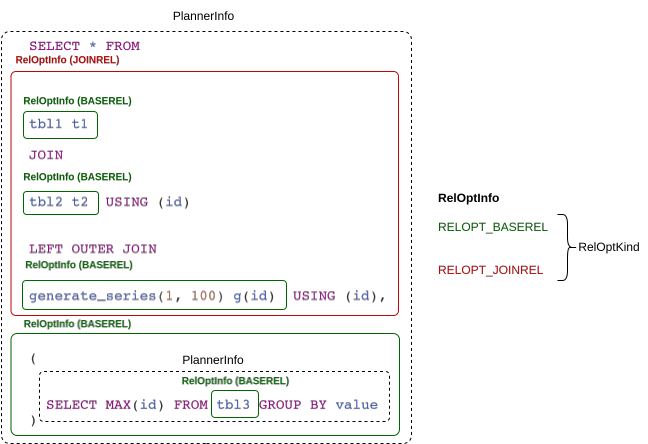 PlannerInfo
SELECT * FROM
RelOptInfo (JOINREL)
RelOptInfo (BASEREL)
tbl1 t1
JOIN
RelOptInfo (BASEREL)
tbl2 t2 USING (id)
LEFT OUTER JOIN
RelOptInfo (BASEREL)
generate_series(1, 100) g(id) USING (id),
RelOptInfo (BASEREL)
(
PlannerInfo
RelOptInfo (BASEREL)
SELECT MAX(id) FROM tbl3 GROUP BY value
)
RelOptInfo
RELOPT_BASEREL
RelOptKind
RELOPT_JOINREL